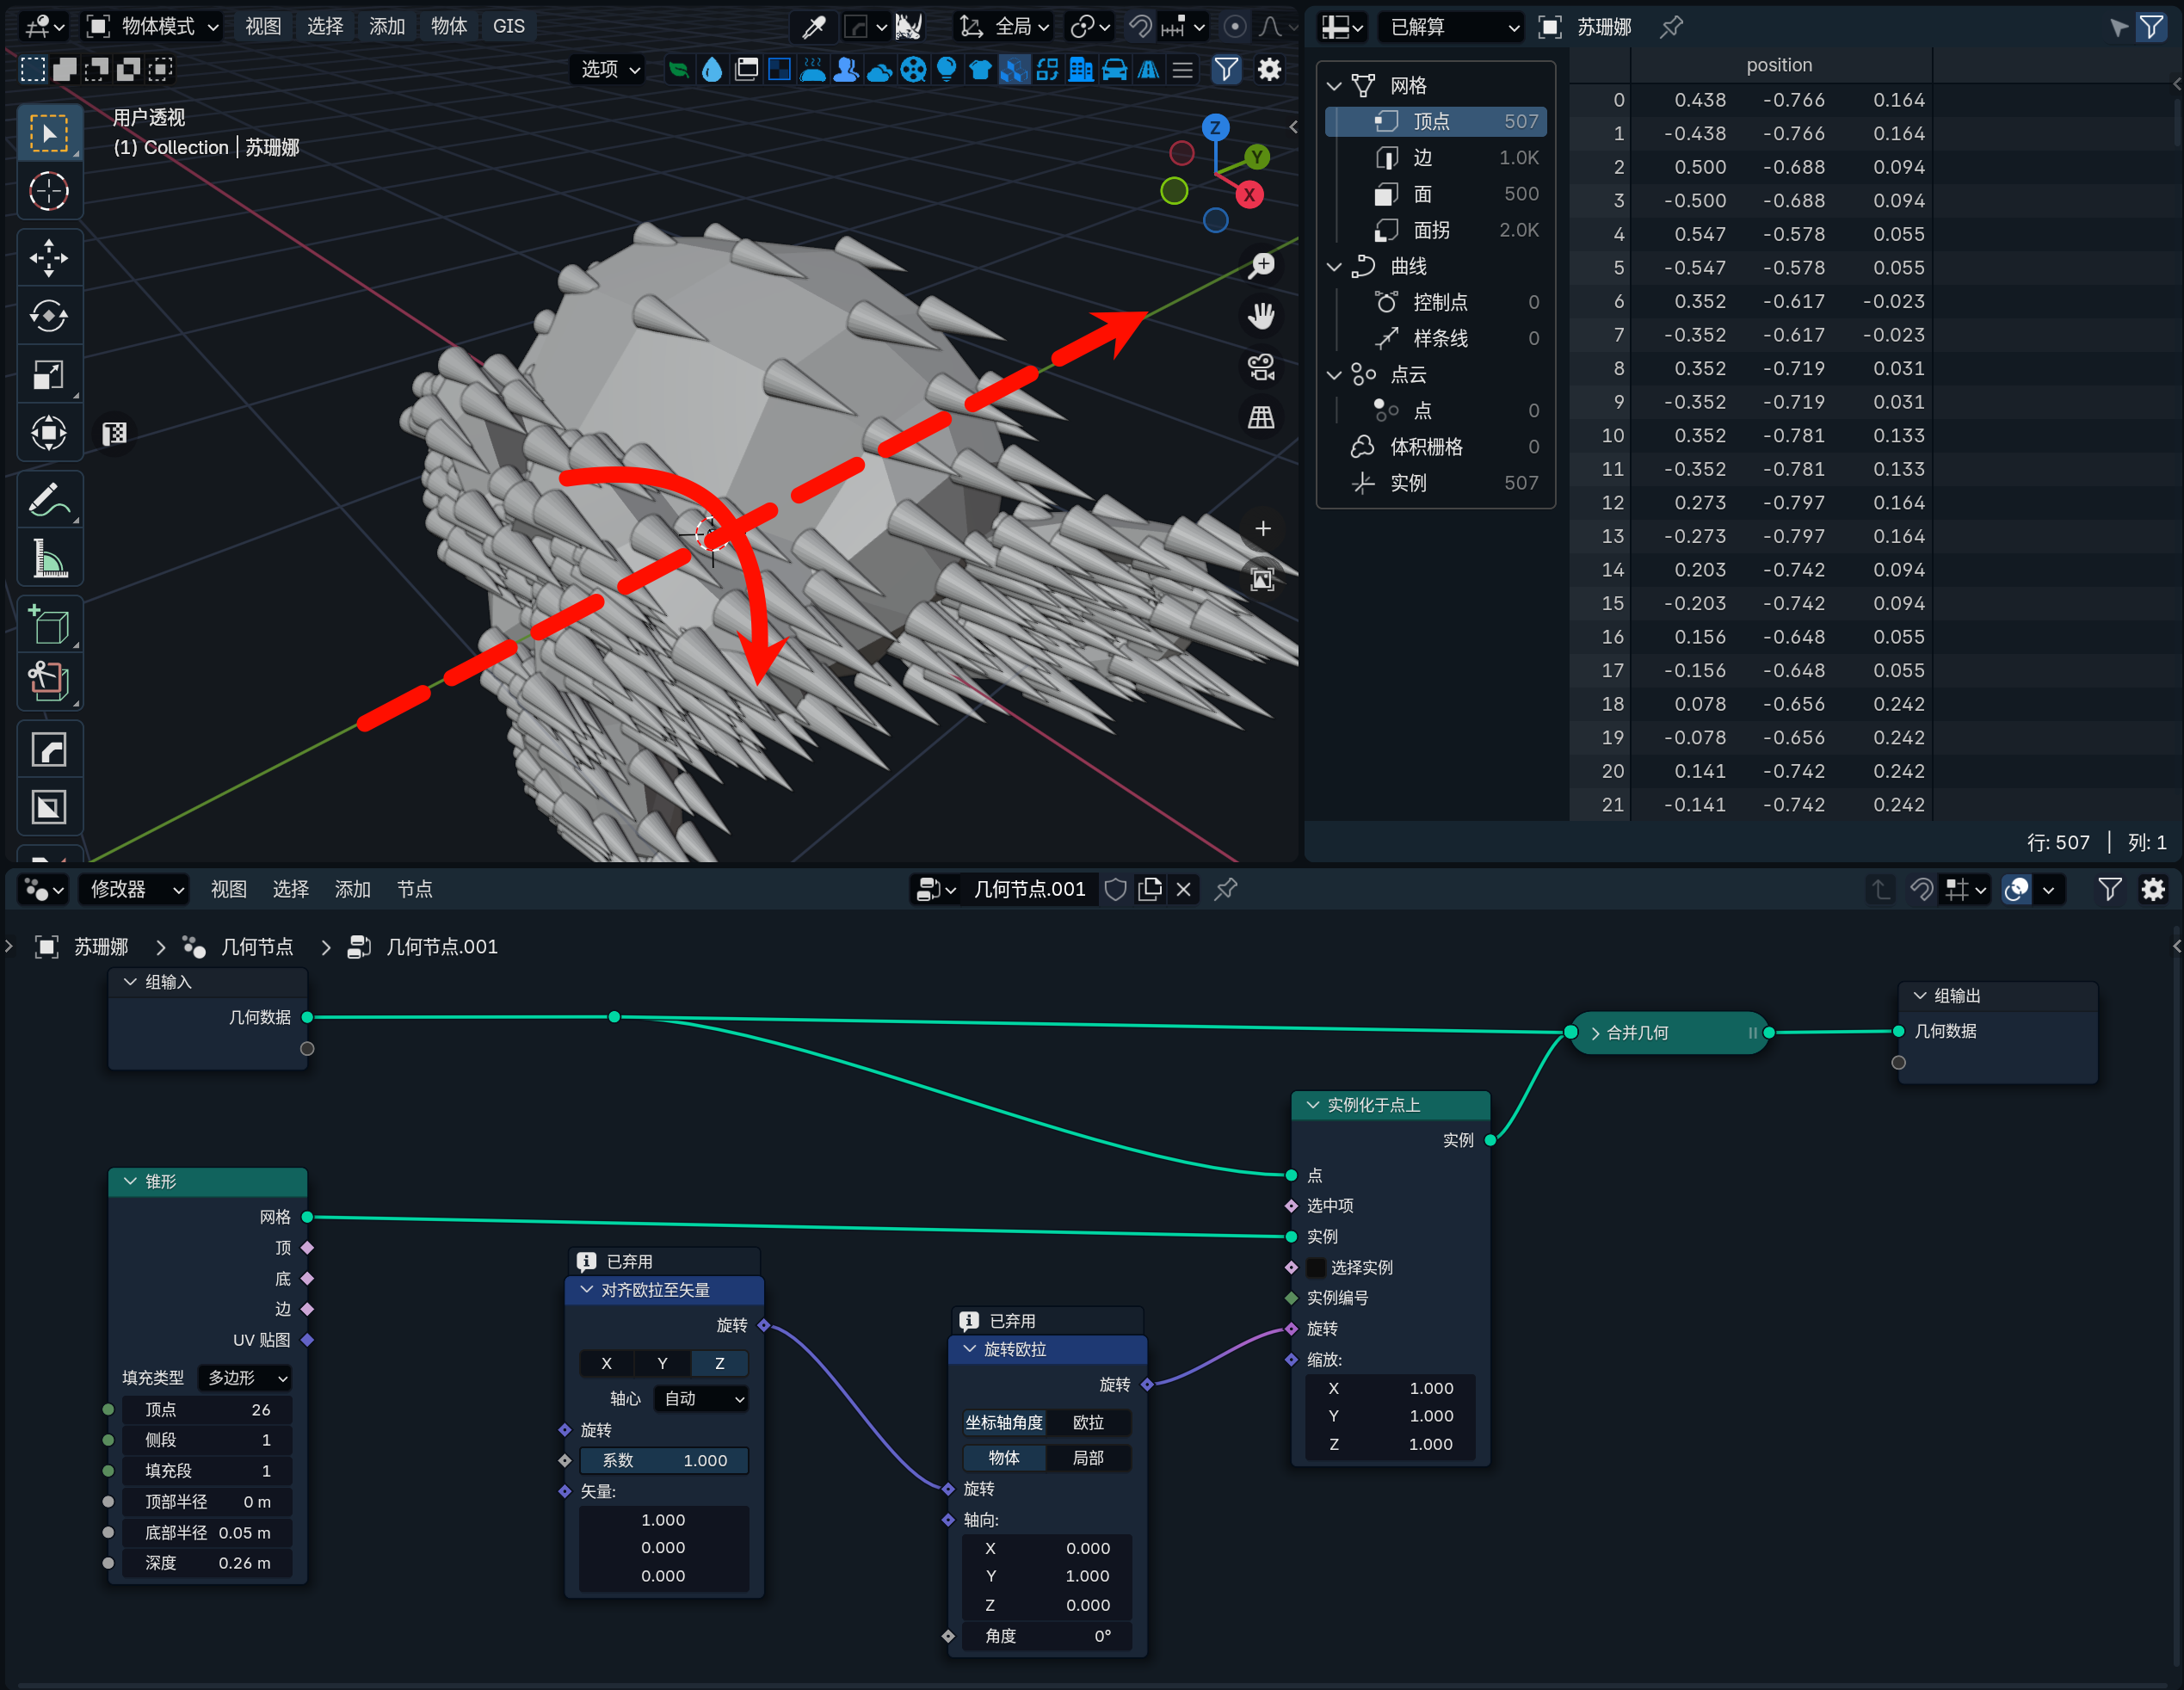 物体模式 视图 选择 添加 物体 GIS 全局
选项
用户透视
(1) Collection | 苏珊娜
Z
Y
X
已解算 苏珊娜
网格
顶点 507
边 1.0K
面 500
面拐 2.0K
曲线
控制点 0
样条线 0
点云
点 0
体积栅格 0
实例 507
position
0 0.438 -0.766 0.164
1 -0.438 -0.766 0.164
2 0.500 -0.688 0.094
3 -0.500 -0.688 0.094
4 0.547 -0.578 0.055
5 -0.547 -0.578 0.055
6 0.352 -0.617 -0.023
7 -0.352 -0.617 -0.023
8 0.352 -0.719 0.031
9 -0.352 -0.719 0.031
10 0.352 -0.781 0.133
11 -0.352 -0.781 0.133
12 0.273 -0.797 0.164
13 -0.273 -0.797 0.164
14 0.203 -0.742 0.094
15 -0.203 -0.742 0.094
16 0.156 -0.648 0.055
17 -0.156 -0.648 0.055
18 0.078 -0.656 0.242
19 -0.078 -0.656 0.242
20 0.141 -0.742 0.242
21 -0.141 -0.742 0.242
行: 507 | 列: 1
修改器 视图 选择 添加 节点 几何节点.001
苏珊娜 > 几何节点 > 几何节点.001
组输入
几何数据
合并几何
组输出
几何数据
锥形
网格
顶
底
边
UV 贴图
填充类型 多边形
顶点 26
侧段 1
填充段 1
顶部半径 0 m
底部半径 0.05 m
深度 0.26 m
已弃用
对齐欧拉至矢量
旋转
X Y Z
轴心 自动
旋转
系数 1.000
矢量:
1.000
0.000
0.000
已弃用
旋转欧拉
旋转
坐标轴角度 欧拉
物体 局部
旋转
轴向:
X 0.000
Y 1.000
Z 0.000
角度 0°
实例化于点上
实例
点
选中项
实例
选择实例
实例编号
旋转
缩放:
X 1.000
Y 1.000
Z 1.000